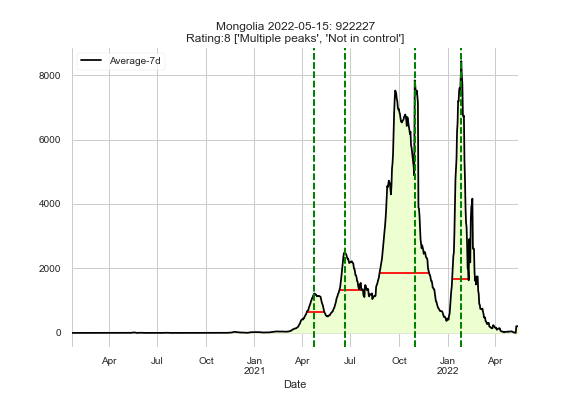 Mongolia 2022-05-15: 922227
Rating:8 ['Multiple peaks', 'Not in control']
Average-7d
8000
6000
4000
2000
0
Apr Jul Oct Jan Apr Jul Oct Jan Apr
2021 2022
Date